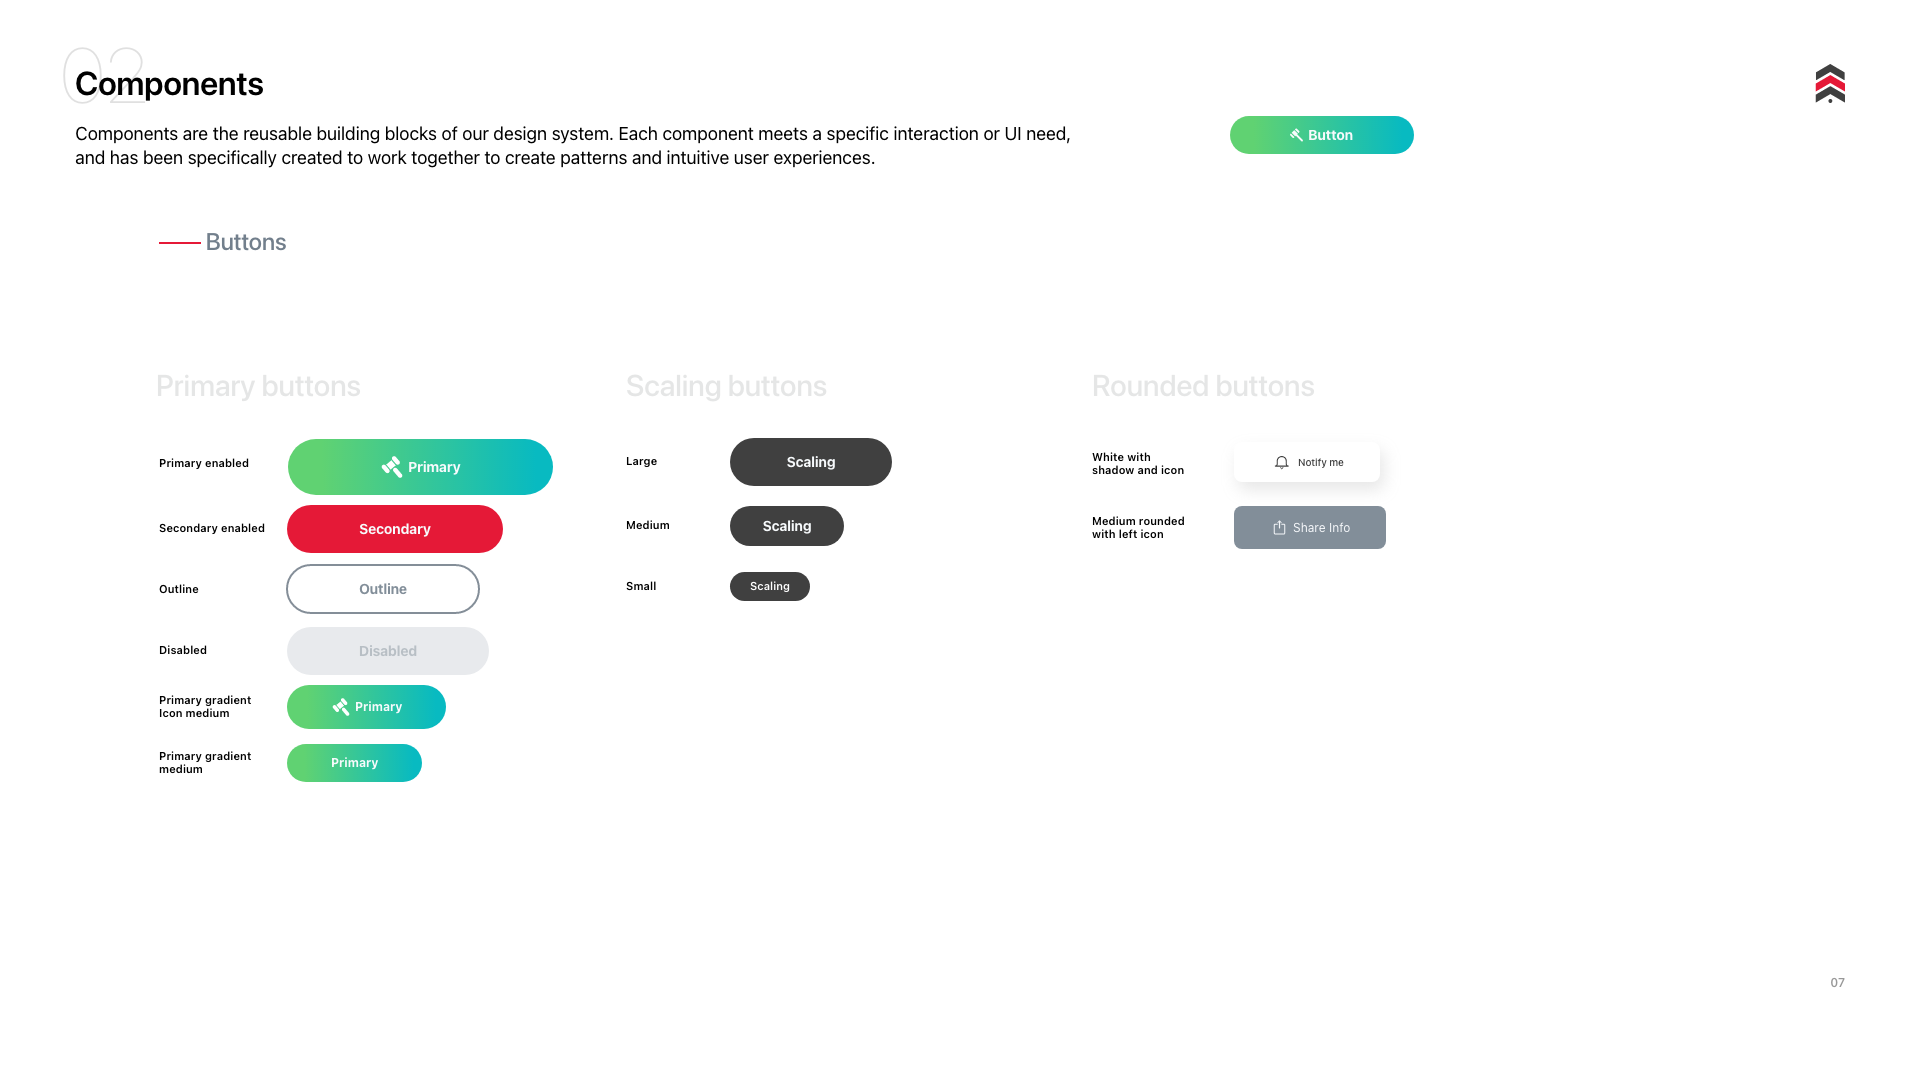 02
Components
Components are the reusable building blocks of our design system. Each component meets a specific interaction or UI need,
and has been specifically created to work together to create patterns and intuitive user experiences.
Button
Buttons
Primary buttons
Primary enabled
Primary
Secondary enabled
Secondary
Outline
Outline
Disabled
Disabled
Primary gradient
Icon medium
Primary
Primary gradient
medium
Primary
Scaling buttons
Large
Scaling
Medium
Scaling
Small
Scaling
Rounded buttons
White with
shadow and icon
Notify me
Medium rounded
with left icon
Share Info
07